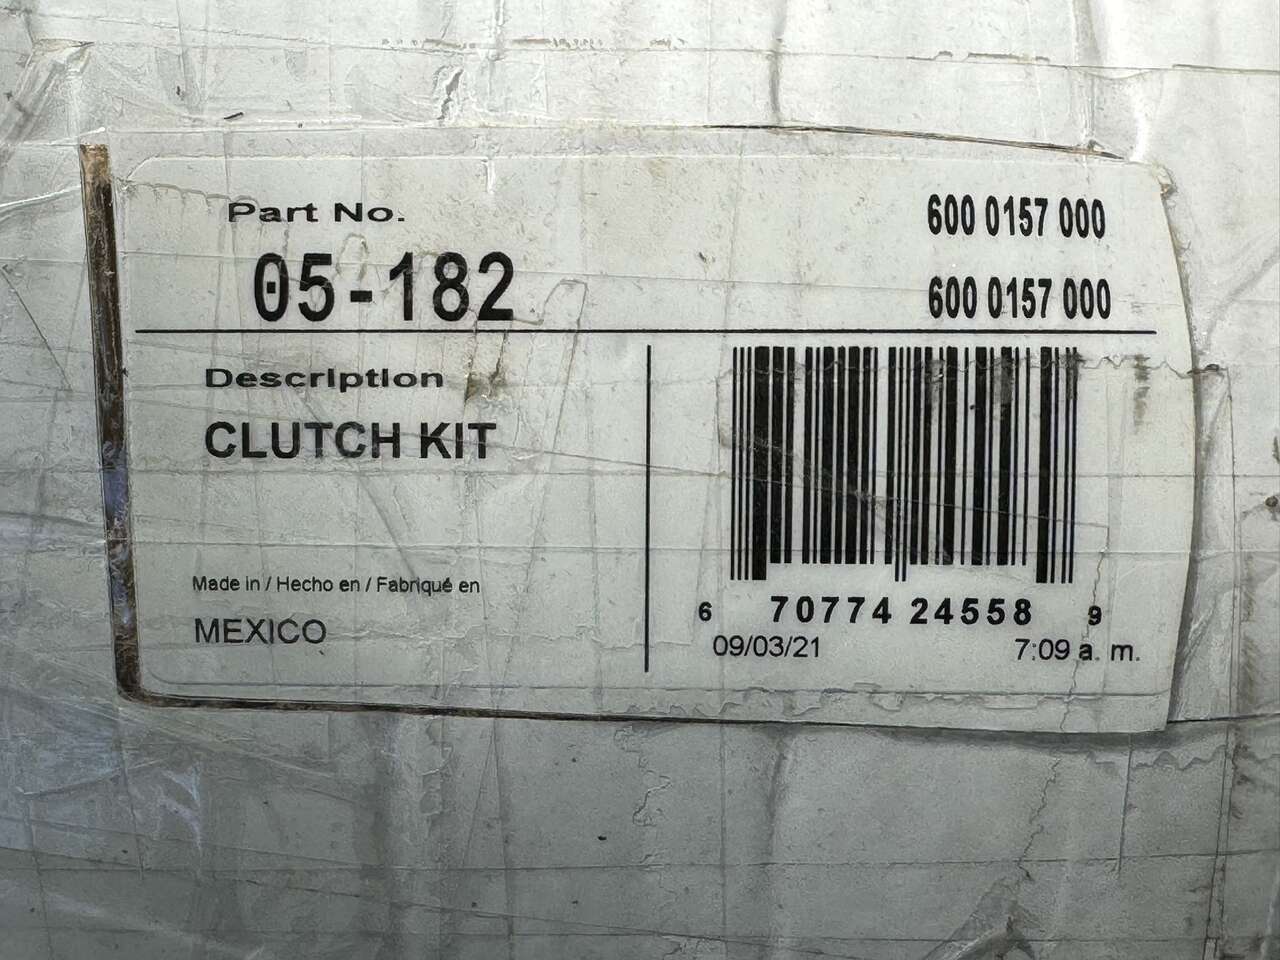 Part No.
05-182
600 0157 000
600 0157 000
Description
CLUTCH KIT
Made in / Hecho en / Fabriqué en
MEXICO
6 70774 24558 9
09/03/21 7:09 a. m.